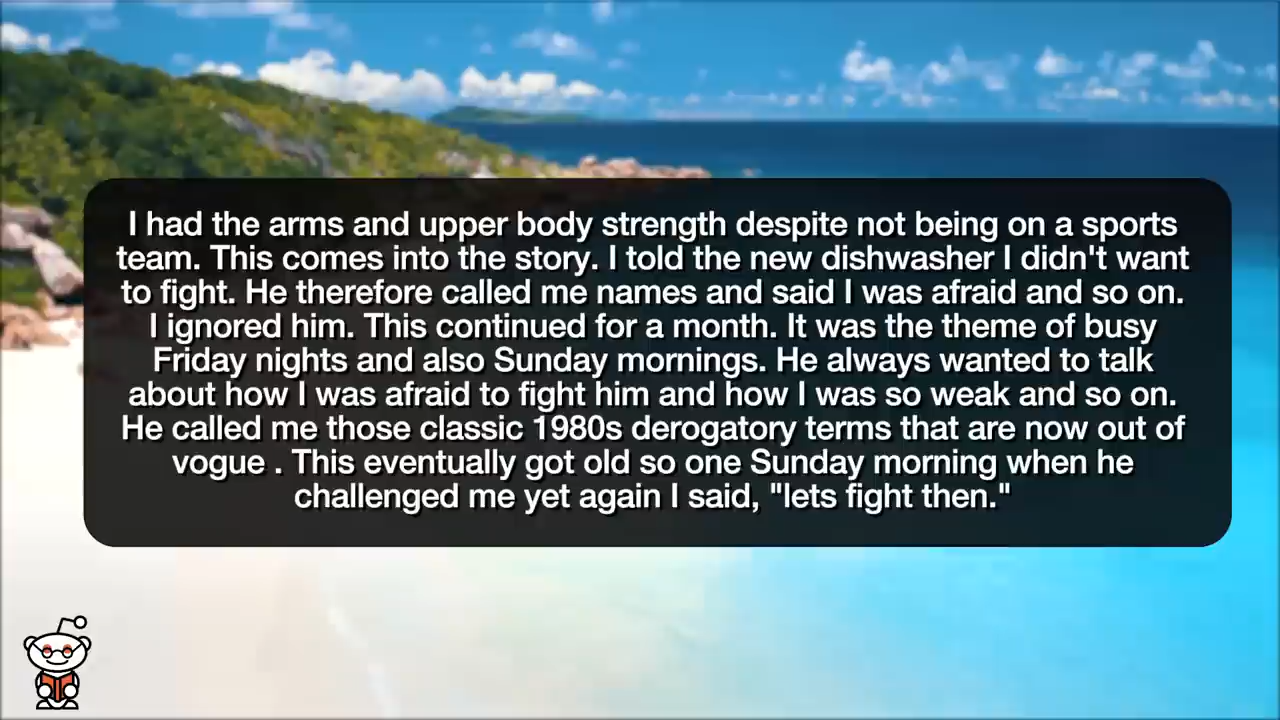 I had the arms and upper body strength despite not being on a sports
team. This comes into the story. I told the new dishwasher I didn't want
to fight. He therefore called me names and said I was afraid and so on.
I ignored him. This continued for a month. It was the theme of busy
Friday nights and also Sunday mornings. He always wanted to talk
about how I was afraid to fight him and how I was so weak and so on.
He called me those classic 1980s derogatory terms that are now out of
vogue . This eventually got old so one Sunday morning when he
challenged me yet again I said, "lets fight then."